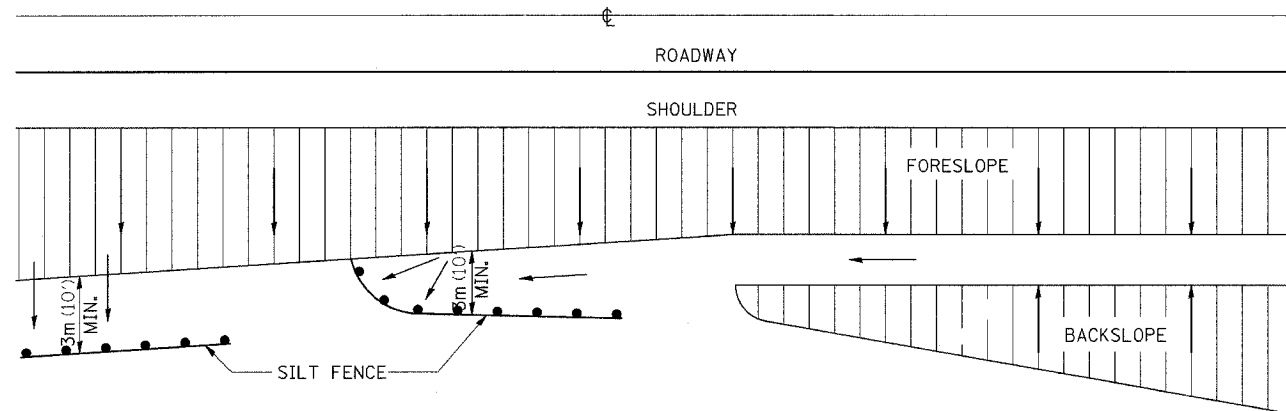 ℄
ROADWAY
SHOULDER
FORESLOPE
3m (10')
MIN.
3m (10')
MIN.
BACKSLOPE
SILT FENCE